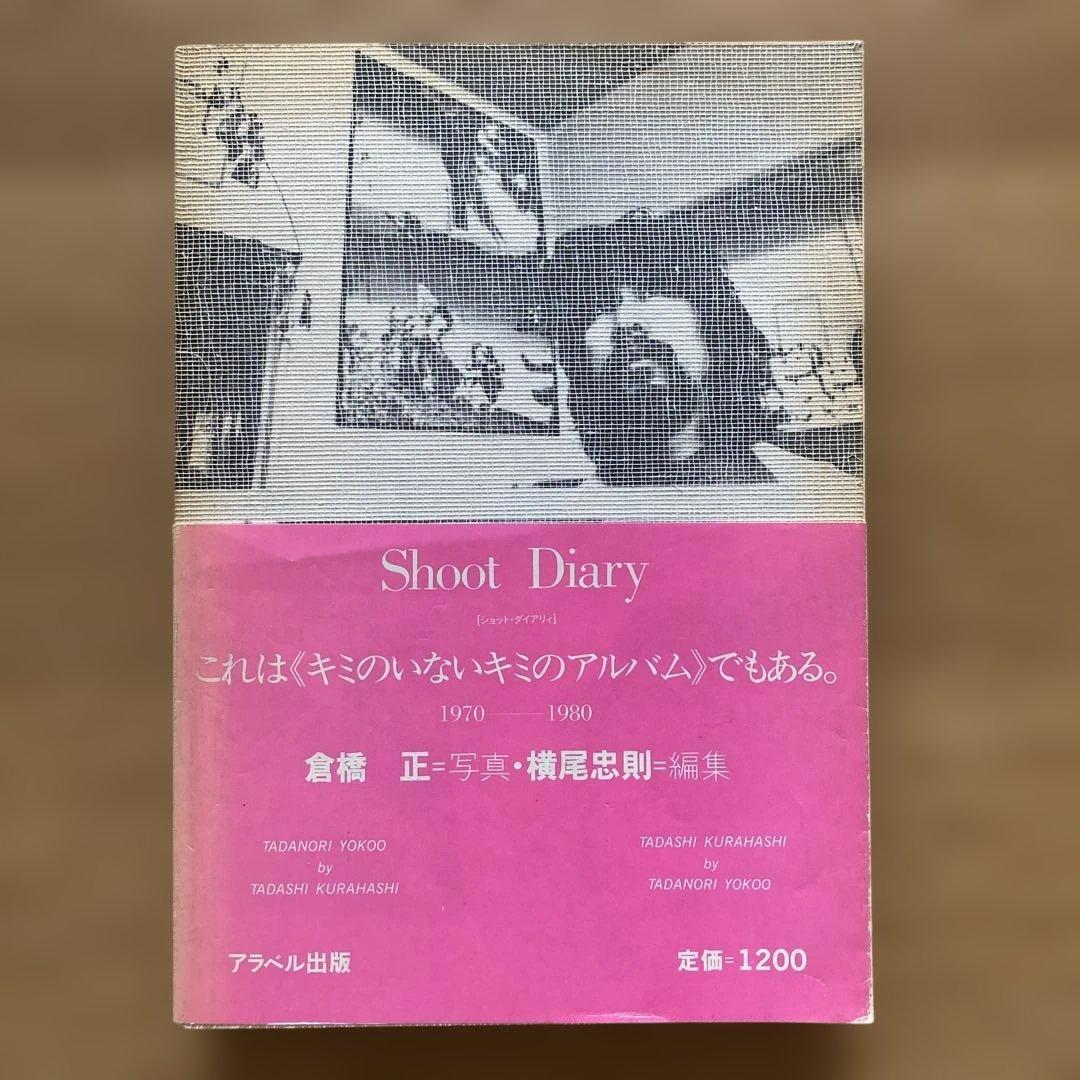 Shoot Diary
[ショット・ダイアリィ]
これは《キミのいないキミのアルバム》でもある。
1970——1980
倉橋 正=写真・横尾忠則=編集
TADANORI YOKOO
by
TADASHI KURAHASHI
TADASHI KURAHASHI
by
TADANORI YOKOO
アラベル出版
定価=1200